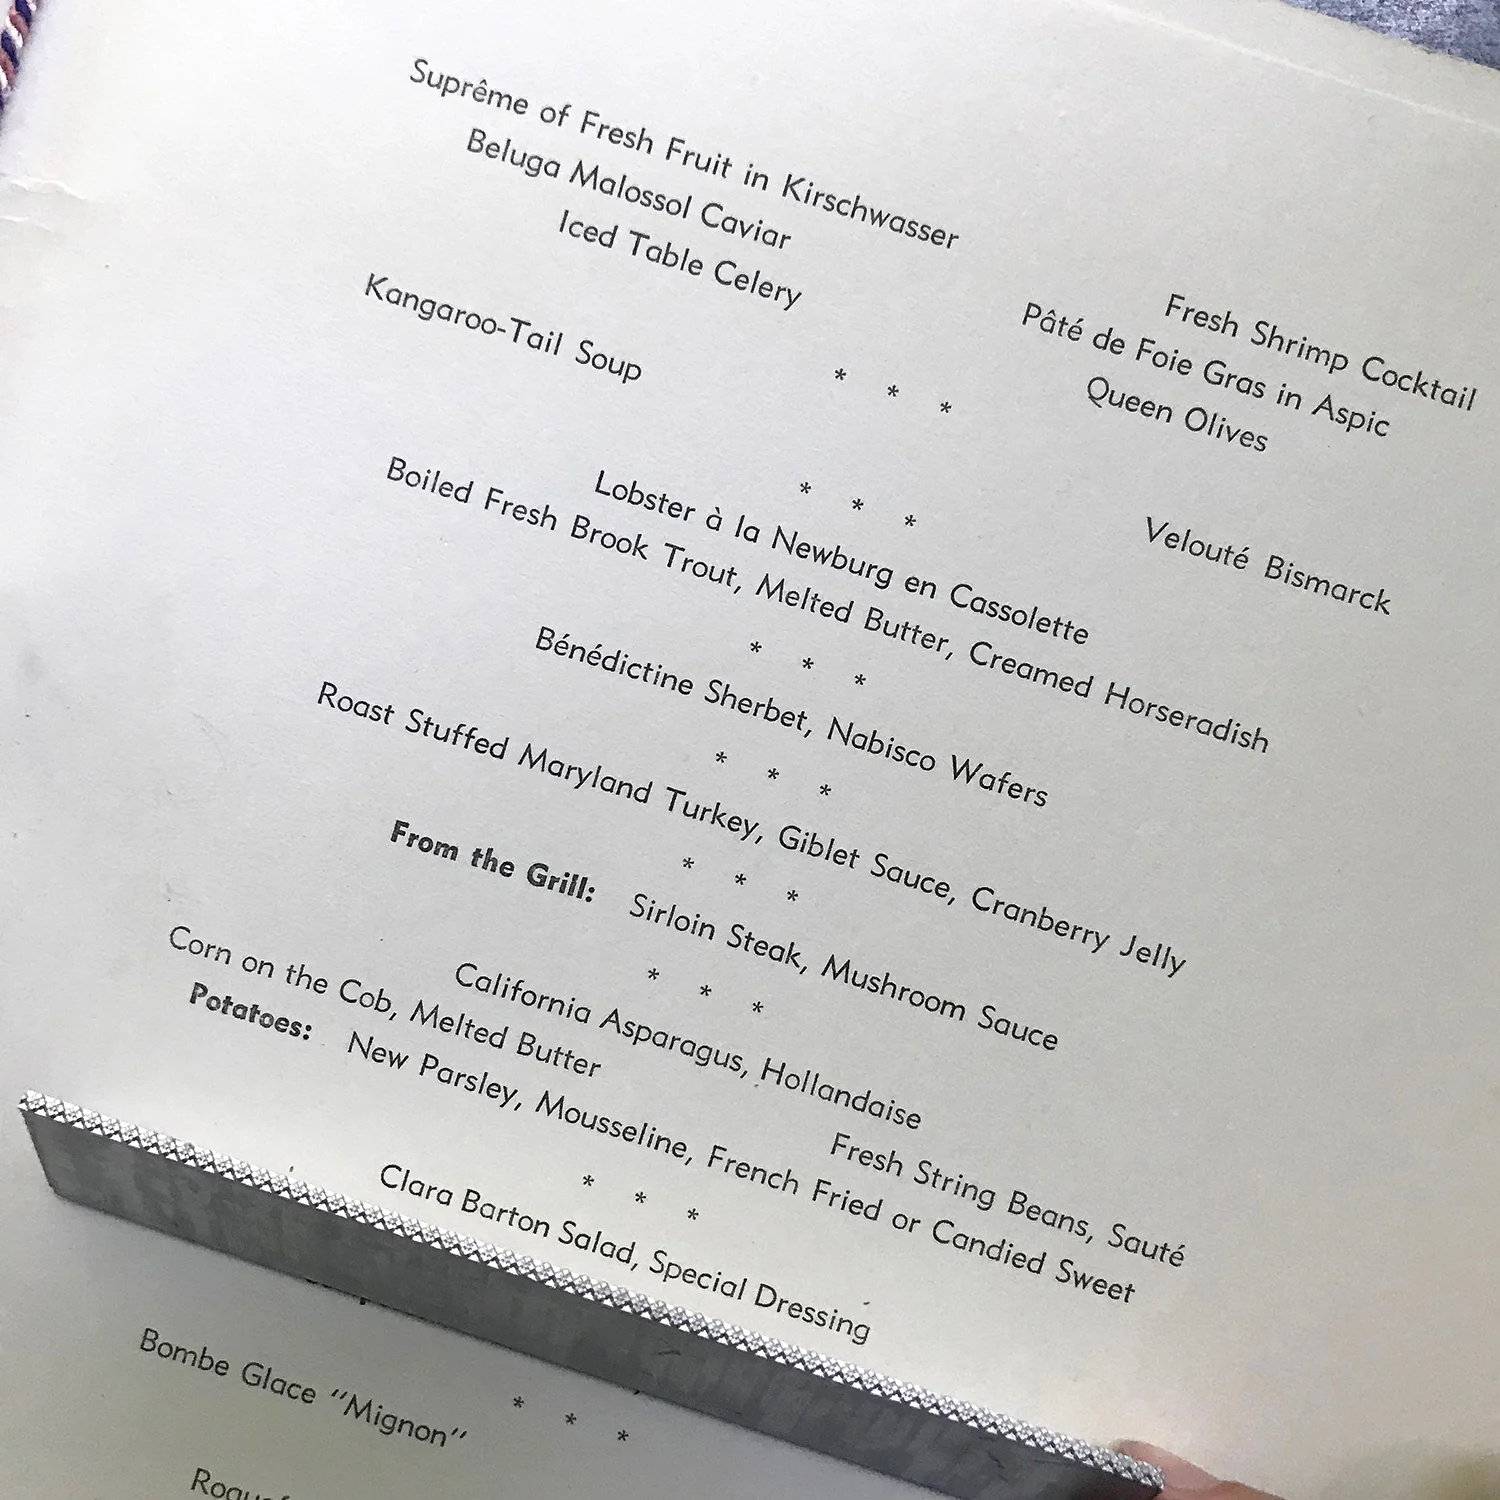 Suprême of Fresh Fruit in Kirschwasser
Fresh Shrimp Cocktail
Beluga Malossol Caviar
Pâté de Foie Gras in Aspic
Iced Table Celery
Queen Olives
* * *
Kangaroo-Tail Soup
Velouté Bismarck
* * *
Lobster à la Newburg en Cassolette
Boiled Fresh Brook Trout, Melted Butter, Creamed Horseradish
* * *
Bénédictine Sherbet, Nabisco Wafers
* * *
Roast Stuffed Maryland Turkey, Giblet Sauce, Cranberry Jelly
* * *
From the Grill: Sirloin Steak, Mushroom Sauce
* * *
California Asparagus, Hollandaise
Corn on the Cob, Melted Butter
Fresh String Beans, Sauté
Potatoes: New Parsley, Mousseline, French Fried or Candied Sweet
* * *
Clara Barton Salad, Special Dressing
* * *
Bombe Glace "Mignon"